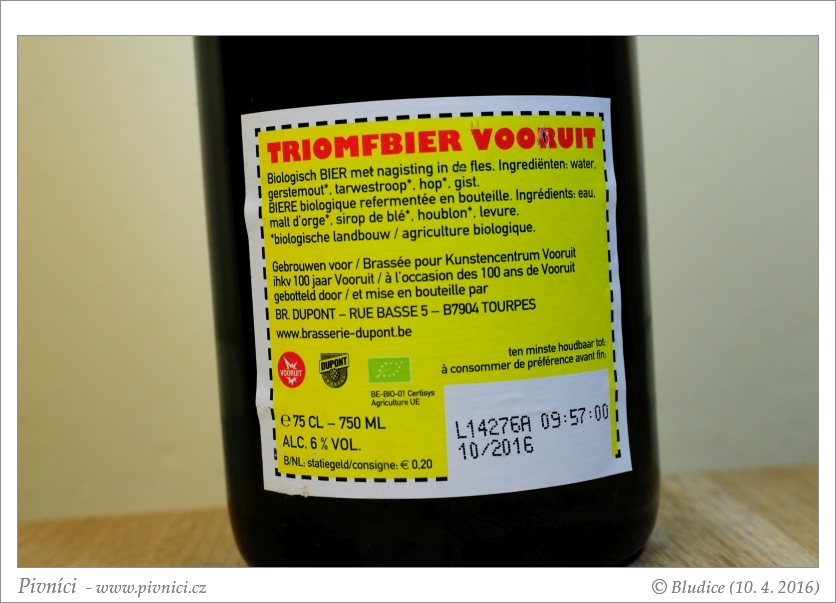 TRIOMFBIER VOORUIT
Biologisch BIER met nagisting in de fles. Ingrediënten: water,
gerstemout*, tarwestroop*, hop*, gist.
BIERE biologique refermentée en bouteille. Ingrédients: eau,
malt d'orge*, sirop de blé*, houblon*, levure.
*biologische landbouw / agriculture biologique.
Gebrouwen voor / Brassée pour Kunstencentrum Vooruit
ihkv 100 jaar Vooruit / à l'occasion des 100 ans de Vooruit
gebotteld door / et mise en bouteille par
BR. DUPONT – RUE BASSE 5 – B7904 TOURPES
www.brasserie-dupont.be
ten minste houdbaar tot:
à consommer de préférence avant fin:
VOORUIT
DUPONT
BE-BIO-01 Certisys
Agriculture UE
℮ 75 CL – 750 ML
ALC. 6 % VOL.
B/NL: statiegeld/consigne: € 0,20
L14276A 09:57:00
10/2016
Pivníci - www.pivnici.cz
© Bludice (10. 4. 2016)